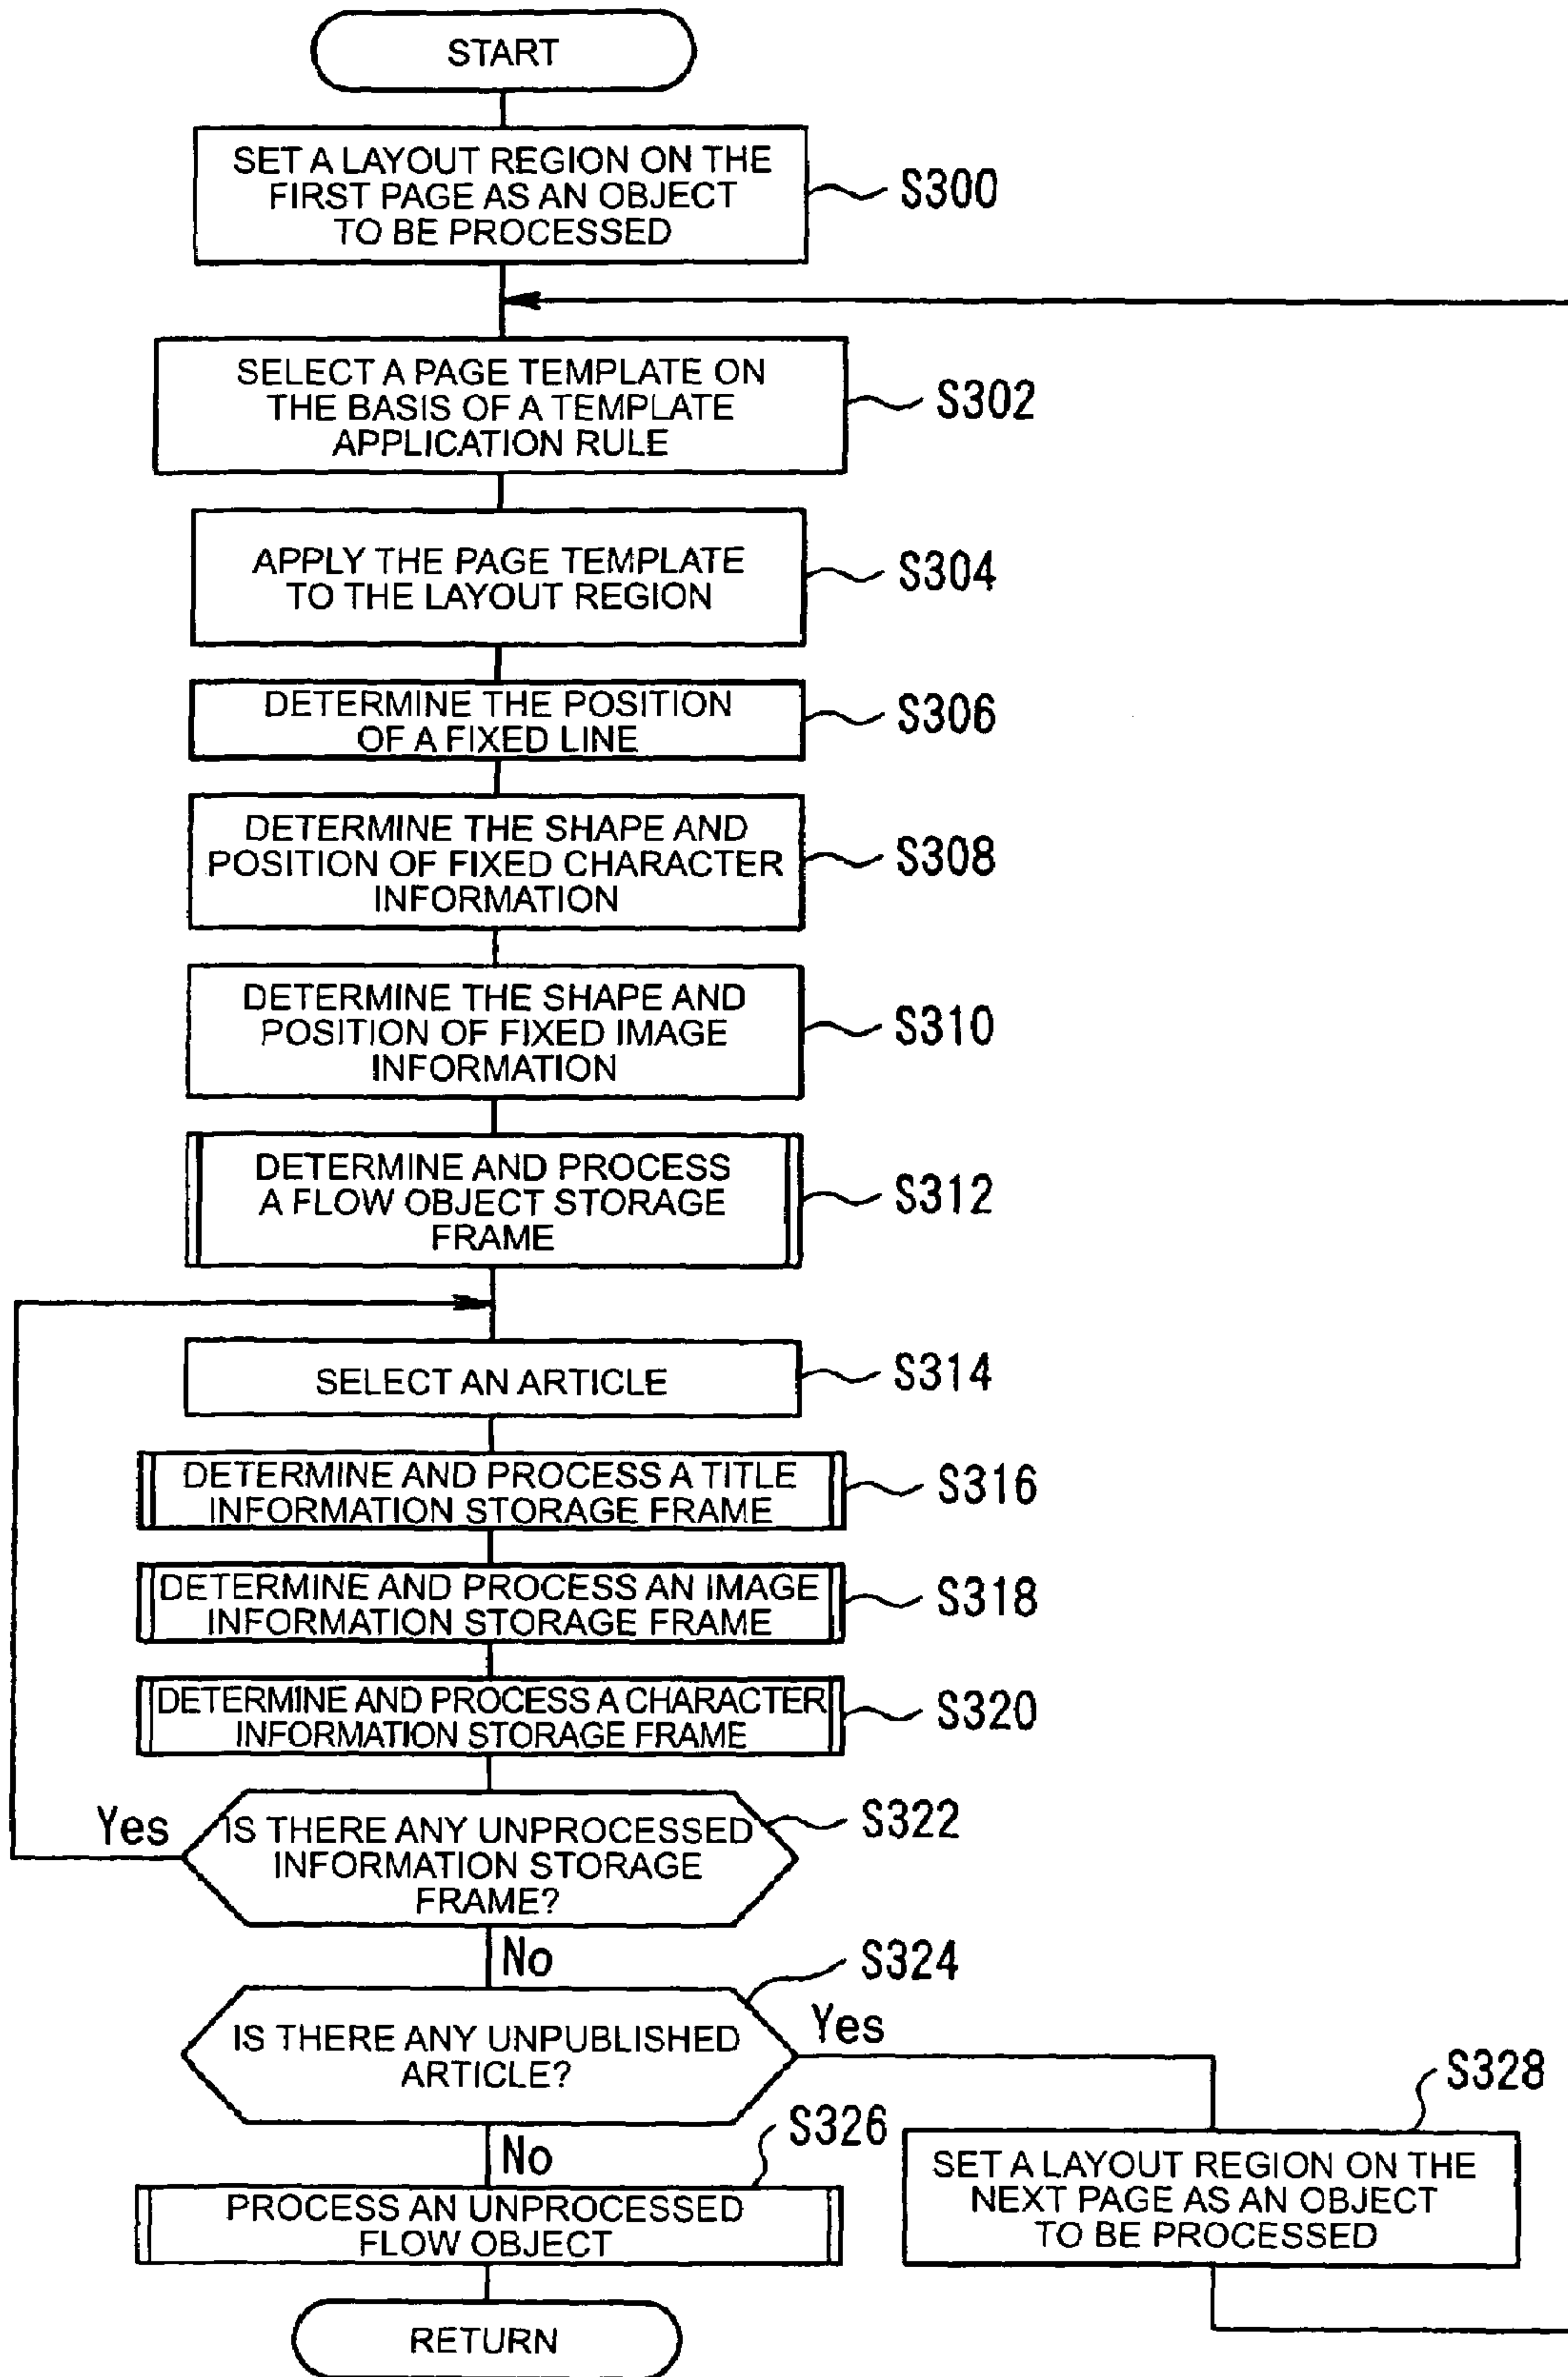 START
SET A LAYOUT REGION ON THE
FIRST PAGE AS AN OBJECT
TO BE PROCESSED
S300
SELECT A PAGE TEMPLATE ON
THE BASIS OF A TEMPLATE
APPLICATION RULE
S302
APPLY THE PAGE TEMPLATE
TO THE LAYOUT REGION
S304
DETERMINE THE POSITION
OF A FIXED LINE
S306
DETERMINE THE SHAPE AND
POSITION OF FIXED CHARACTER
INFORMATION
S308
DETERMINE THE SHAPE AND
POSITION OF FIXED IMAGE
INFORMATION
S310
DETERMINE AND PROCESS
A FLOW OBJECT STORAGE
FRAME
S312
SELECT AN ARTICLE
S314
DETERMINE AND PROCESS A TITLE
INFORMATION STORAGE FRAME
S316
DETERMINE AND PROCESS AN IMAGE
INFORMATION STORAGE FRAME
S318
DETERMINE AND PROCESS A CHARACTER
INFORMATION STORAGE FRAME
S320
Yes
IS THERE ANY UNPROCESSED
INFORMATION STORAGE
FRAME?
S322
No
IS THERE ANY UNPUBLISHED
ARTICLE?
S324
Yes
No
PROCESS AN UNPROCESSED
FLOW OBJECT
S326
SET A LAYOUT REGION ON THE
NEXT PAGE AS AN OBJECT
TO BE PROCESSED
S328
RETURN